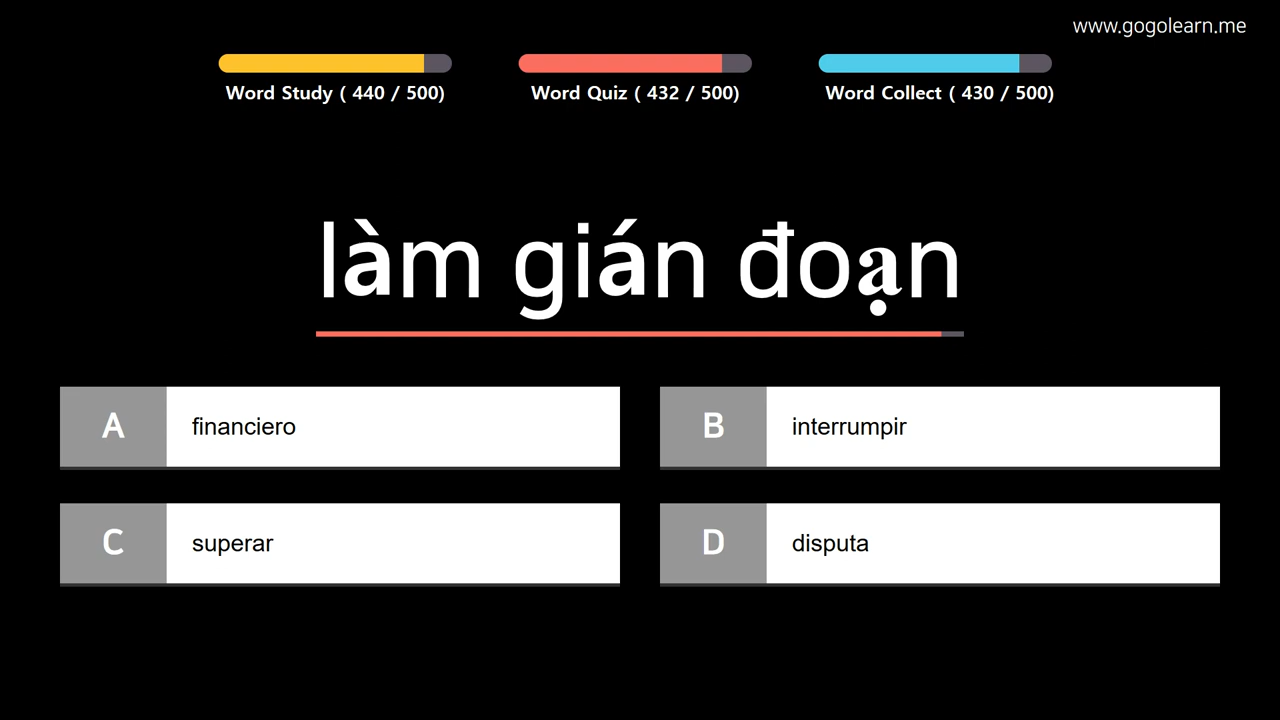 www.gogolearn.me
Word Study ( 440 / 500)
Word Quiz ( 432 / 500)
Word Collect ( 430 / 500)
làm gián đoạn
A financiero
B interrumpir
C superar
D disputa